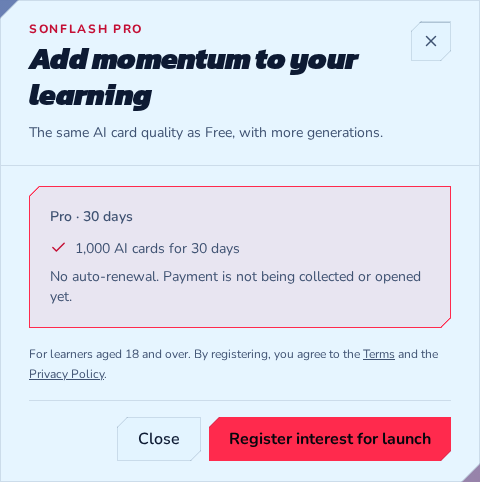 SONFLASH PRO
Add momentum to your
learning
The same AI card quality as Free, with more generations.
Pro · 30 days
1,000 AI cards for 30 days
No auto-renewal. Payment is not being collected or opened
yet.
For learners aged 18 and over. By registering, you agree to the Terms and the
Privacy Policy.
Close
Register interest for launch